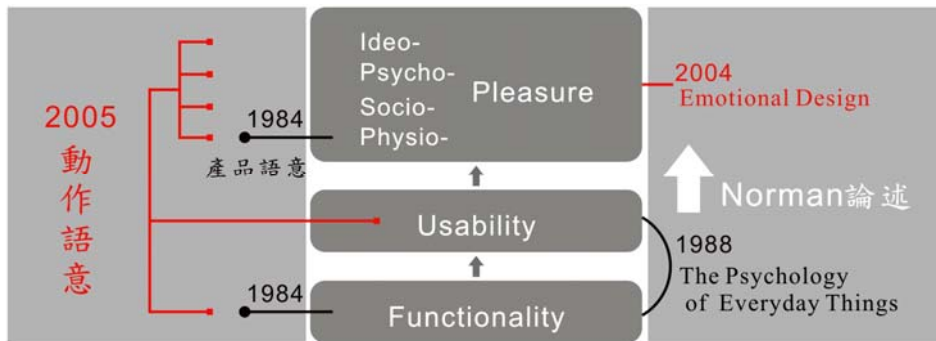 2005
動作語意
1984
產品語意
1984
Ideo-
Psycho-
Socio-
Physio-
Pleasure
Usability
Functionality
2004
Emotional Design
Norman論述
1988
The Psychology
of Everyday Things